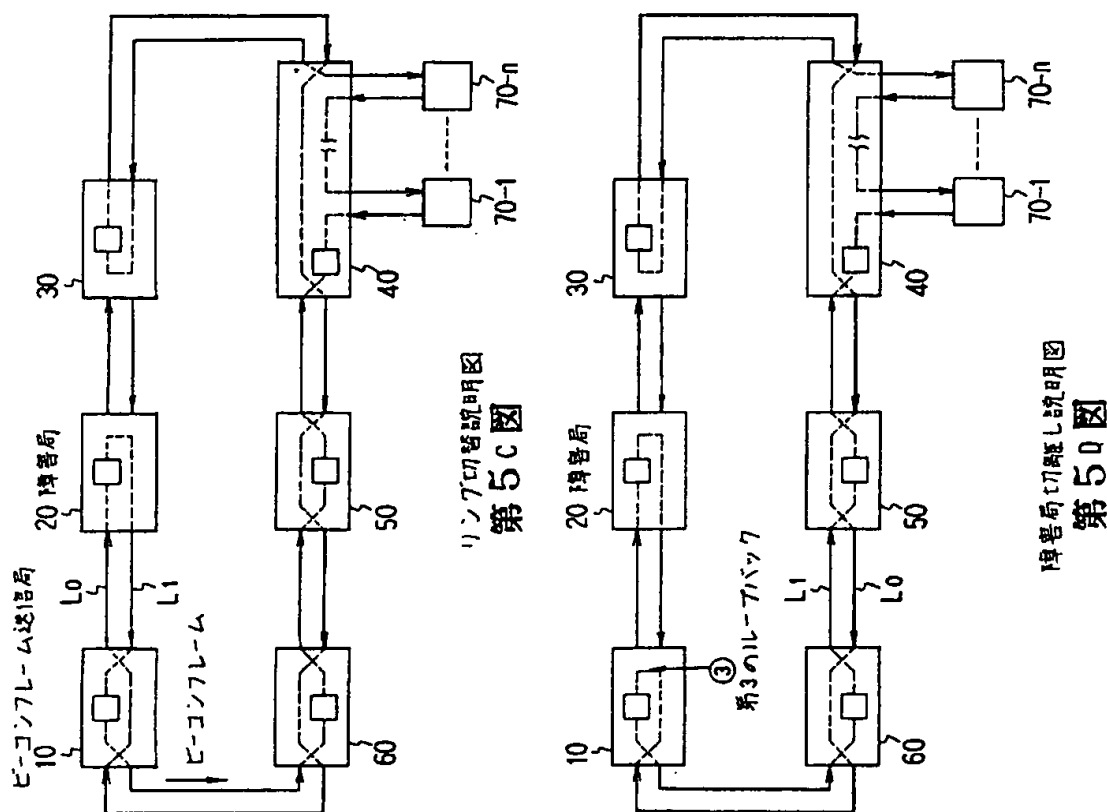 ビーコンフレーム送信局
10
ビーコンフレーム
L0
L1
20 障害局
30
60
50
40
70-1
70-n
リング切替説明図
第5C図
10
③
第3のループバック
20 障害局
30
L1
L0
60
50
40
70-1
70-n
障害局切離し説明図
第5D図